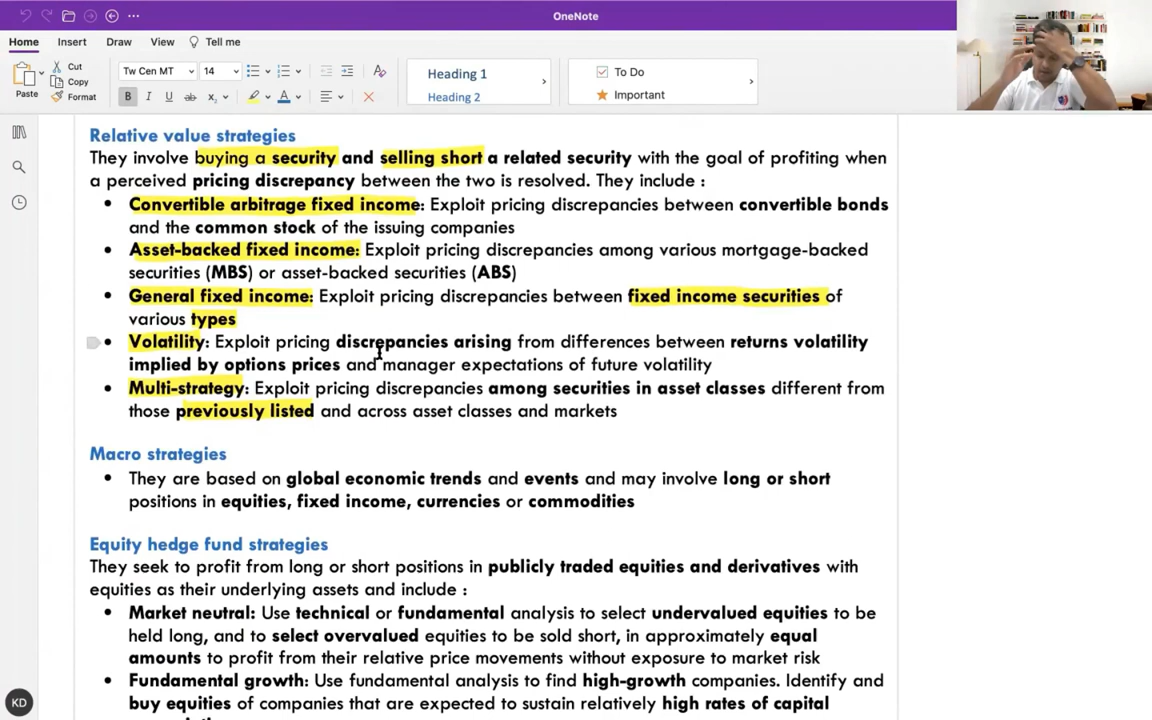 OneNote
Home Insert Draw View Tell me
Cut
Copy
Format
Paste
Tw Cen MT 14
B I U ab x₂ A
Heading 1
Heading 2
To Do
Important
Relative value strategies
They involve buying a security and selling short a related security with the goal of profiting when
a perceived pricing discrepancy between the two is resolved. They include :
• Convertible arbitrage fixed income: Exploit pricing discrepancies between convertible bonds
and the common stock of the issuing companies
• Asset-backed fixed income: Exploit pricing discrepancies among various mortgage-backed
securities (MBS) or asset-backed securities (ABS)
• General fixed income: Exploit pricing discrepancies between fixed income securities of
various types
• Volatility: Exploit pricing discrepancies arising from differences between returns volatility
implied by options prices and manager expectations of future volatility
• Multi-strategy: Exploit pricing discrepancies among securities in asset classes different from
those previously listed and across asset classes and markets
Macro strategies
• They are based on global economic trends and events and may involve long or short
positions in equities, fixed income, currencies or commodities
Equity hedge fund strategies
They seek to profit from long or short positions in publicly traded equities and derivatives with
equities as their underlying assets and include :
• Market neutral: Use technical or fundamental analysis to select undervalued equities to be
held long, and to select overvalued equities to be sold short, in approximately equal
amounts to profit from their relative price movements without exposure to market risk
• Fundamental growth: Use fundamental analysis to find high-growth companies. Identify and
buy equities of companies that are expected to sustain relatively high rates of capital
KD